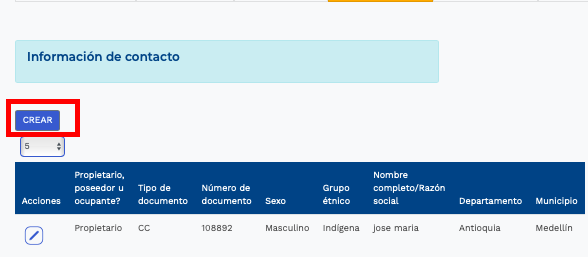 Información de contacto
CREAR
5
Acciones Propietario, poseedor u ocupante? Tipo de documento Número de documento Sexo Grupo étnico Nombre completo/Razón social Departamento Municipio
Propietario CC 108892 Masculino Indígena jose maria Antioquia Medellín